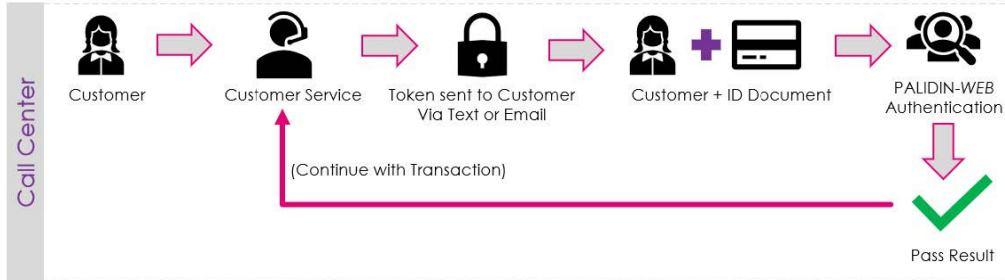 Call Center
Customer
Customer Service
Token sent to Customer
Via Text or Email
Customer + ID Document
PALIDIN-WEB
Authentication
(Continue with Transaction)
Pass Result